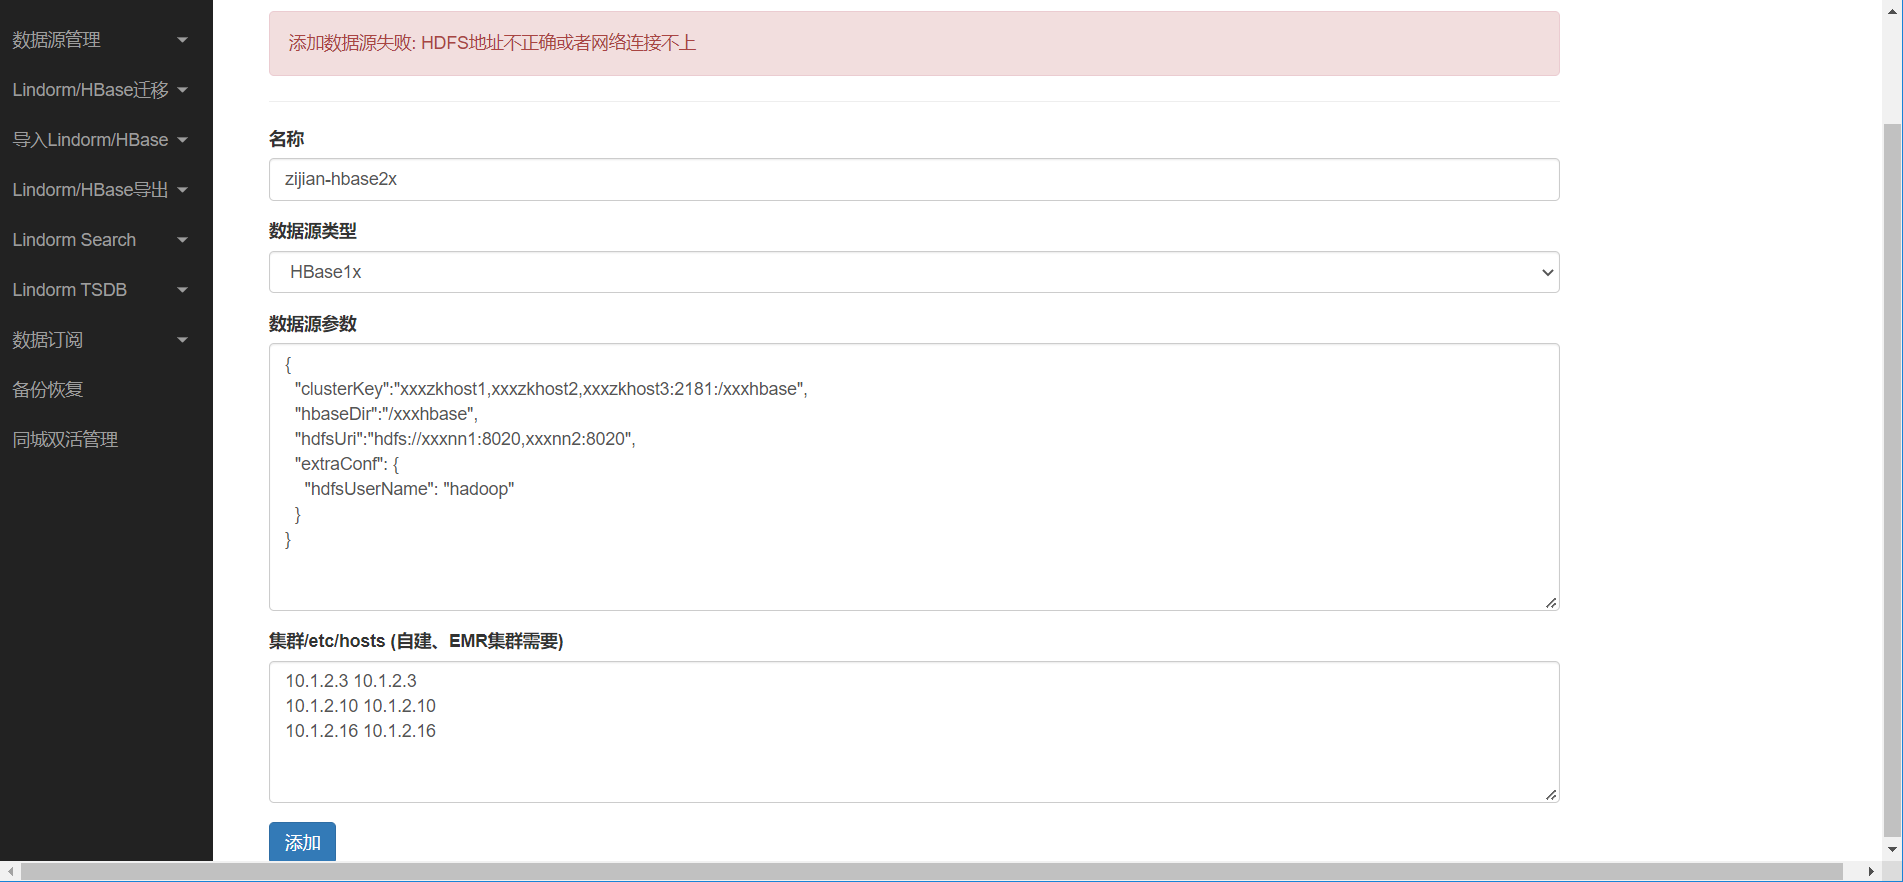 数据源管理
Lindorm/HBase迁移
导入Lindorm/HBase
Lindorm/HBase导出
Lindorm Search
Lindorm TSDB
数据订阅
备份恢复
同城双活管理
添加数据源失败: HDFS地址不正确或者网络连接不上
名称
zijian-hbase2x
数据源类型
HBase1x
数据源参数
{
"clusterKey":"xxxzkhost1,xxxzkhost2,xxxzkhost3:2181:/xxxhbase",
"hbaseDir":"/xxxhbase",
"hdfsUri":"hdfs://xxxnn1:8020,xxxnn2:8020",
"extraConf": {
"hdfsUserName": "hadoop"
}
}
集群/etc/hosts (自建、EMR集群需要)
10.1.2.3 10.1.2.3
10.1.2.10 10.1.2.10
10.1.2.16 10.1.2.16
添加